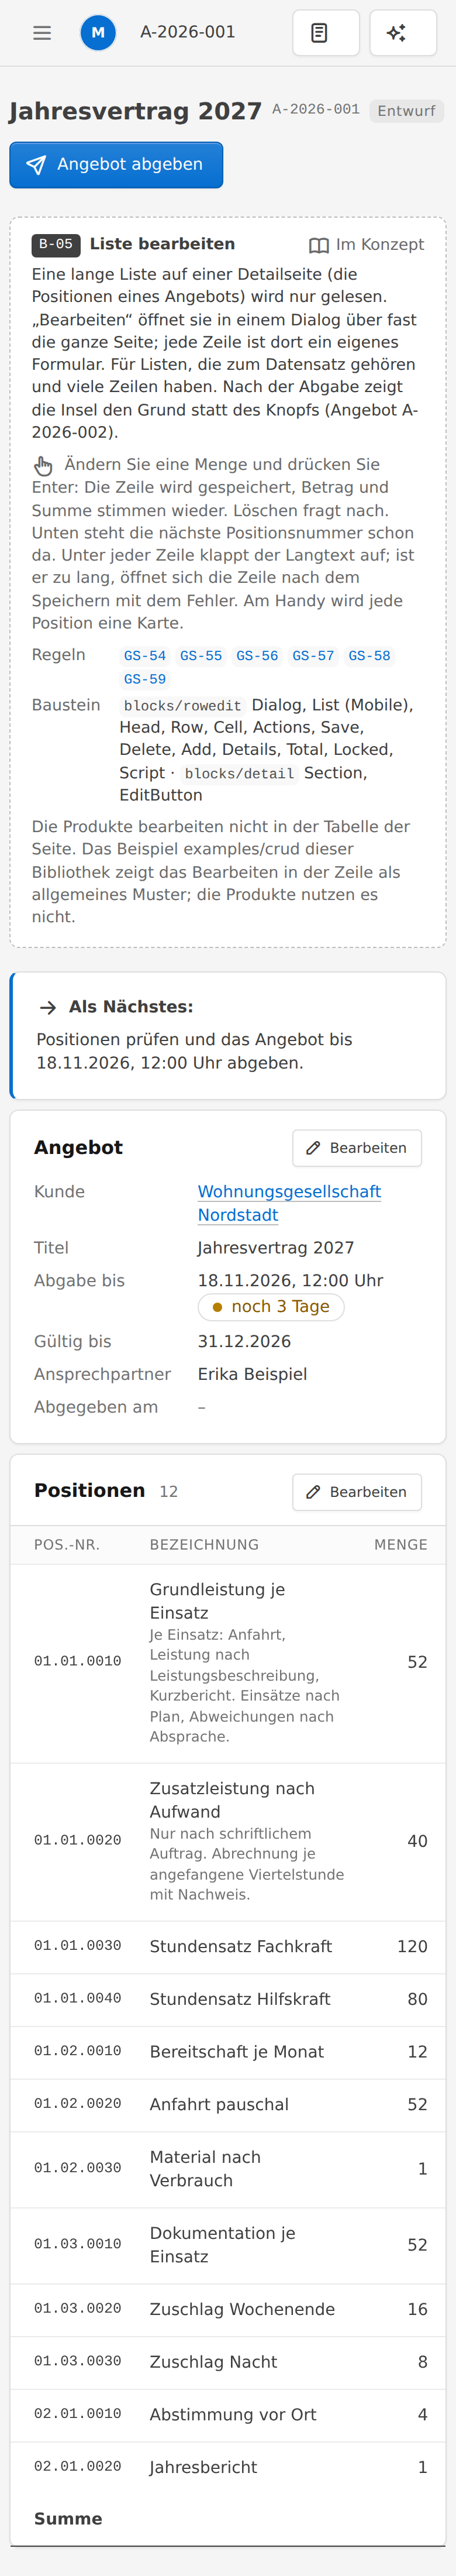 M A-2026-001
Jahresvertrag 2027 A-2026-001 Entwurf
Angebot abgeben
B-05 Liste bearbeiten Im Konzept
Eine lange Liste auf einer Detailseite (die
Positionen eines Angebots) wird nur gelesen.
„Bearbeiten“ öffnet sie in einem Dialog über fast
die ganze Seite; jede Zeile ist dort ein eigenes
Formular. Für Listen, die zum Datensatz gehören
und viele Zeilen haben. Nach der Abgabe zeigt
die Insel den Grund statt des Knopfs (Angebot A-
2026-002).
Ändern Sie eine Menge und drücken Sie
Enter: Die Zeile wird gespeichert, Betrag und
Summe stimmen wieder. Löschen fragt nach.
Unten steht die nächste Positionsnummer schon
da. Unter jeder Zeile klappt der Langtext auf; ist
er zu lang, öffnet sich die Zeile nach dem
Speichern mit dem Fehler. Am Handy wird jede
Position eine Karte.
Regeln GS-54 GS-55 GS-56 GS-57 GS-58
GS-59
Baustein blocks/rowedit Dialog, List (Mobile),
Head, Row, Cell, Actions, Save,
Delete, Add, Details, Total, Locked,
Script · blocks/detail Section,
EditButton
Die Produkte bearbeiten nicht in der Tabelle der
Seite. Das Beispiel examples/crud dieser
Bibliothek zeigt das Bearbeiten in der Zeile als
allgemeines Muster; die Produkte nutzen es
nicht.
Als Nächstes:
Positionen prüfen und das Angebot bis
18.11.2026, 12:00 Uhr abgeben.
Angebot Bearbeiten
Kunde Wohnungsgesellschaft
Nordstadt
Titel Jahresvertrag 2027
Abgabe bis 18.11.2026, 12:00 Uhr
noch 3 Tage
Gültig bis 31.12.2026
Ansprechpartner Erika Beispiel
Abgegeben am –
Positionen 12 Bearbeiten
POS.-NR. BEZEICHNUNG MENGE
Grundleistung je
Einsatz
Je Einsatz: Anfahrt,
Leistung nach
01.01.0010 Leistungsbeschreibung, 52
Kurzbericht. Einsätze nach
Plan, Abweichungen nach
Absprache.
Zusatzleistung nach
Aufwand
01.01.0020 Nur nach schriftlichem 40
Auftrag. Abrechnung je
angefangene Viertelstunde
mit Nachweis.
01.01.0030 Stundensatz Fachkraft 120
01.01.0040 Stundensatz Hilfskraft 80
01.02.0010 Bereitschaft je Monat 12
01.02.0020 Anfahrt pauschal 52
01.02.0030 Material nach 1
Verbrauch
01.03.0010 Dokumentation je 52
Einsatz
01.03.0020 Zuschlag Wochenende 16
01.03.0030 Zuschlag Nacht 8
02.01.0010 Abstimmung vor Ort 4
02.01.0020 Jahresbericht 1
Summe